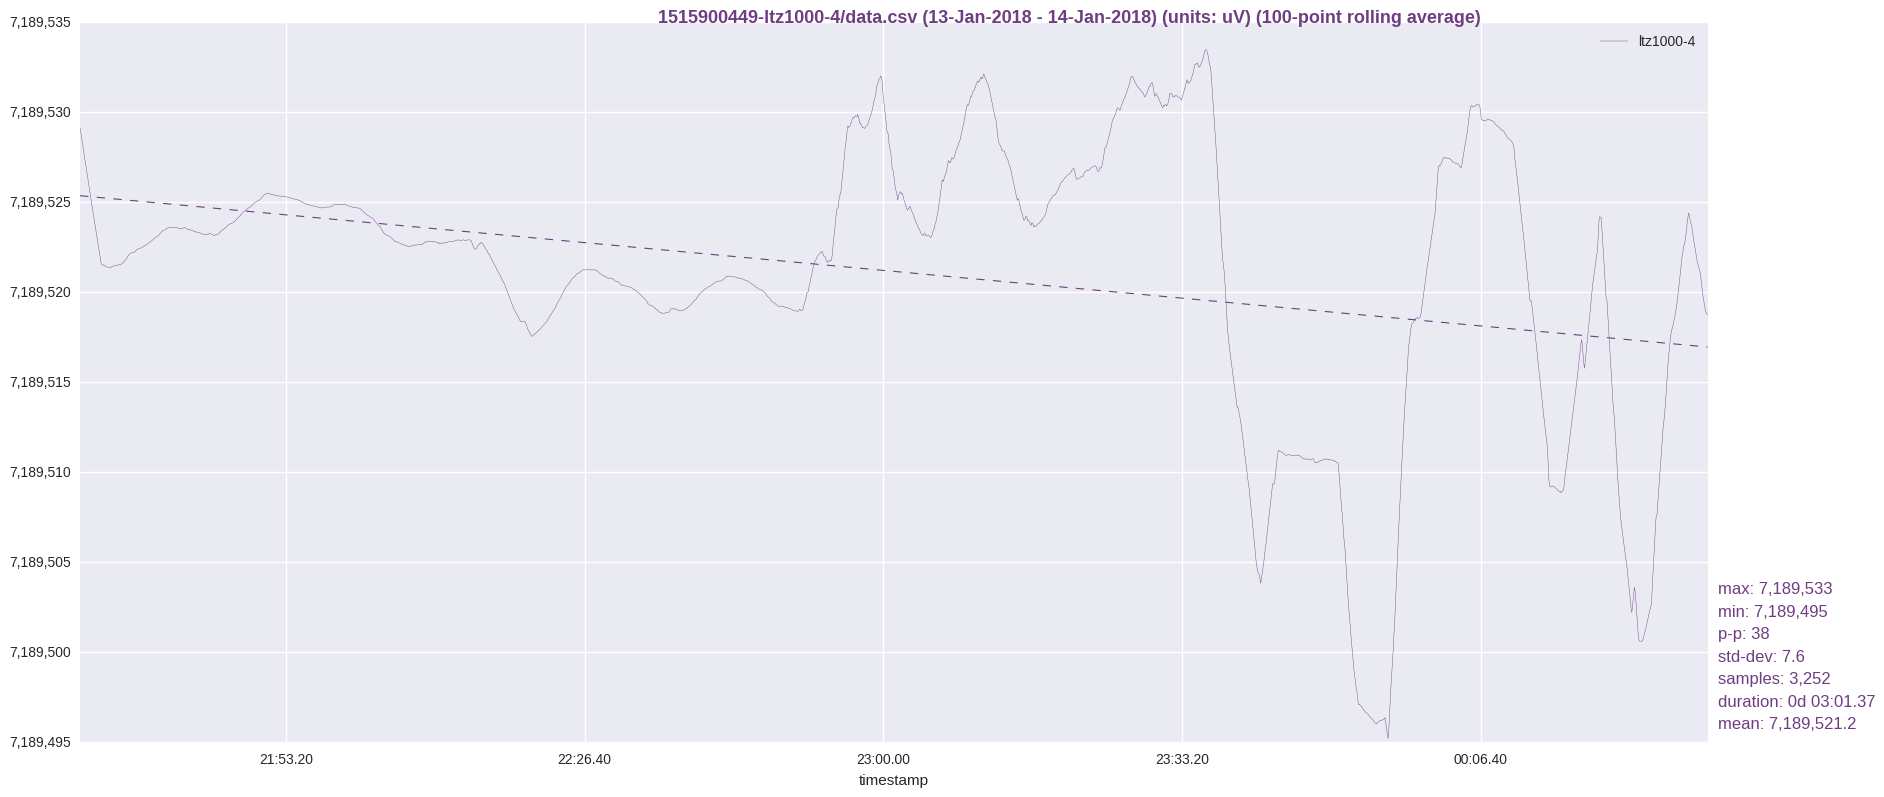 1515900449-ltz1000-4/data.csv (13-Jan-2018 - 14-Jan-2018) (units: uV) (100-point rolling average)
ltz1000-4
7,189,535
7,189,530
7,189,525
7,189,520
7,189,515
7,189,510
7,189,505
7,189,500
7,189,495
max: 7,189,533
min: 7,189,495
p-p: 38
std-dev: 7.6
samples: 3,252
duration: 0d 03:01.37
mean: 7,189,521.2
21:53.20 22:26.40 23:00.00 23:33.20 00:06.40
timestamp